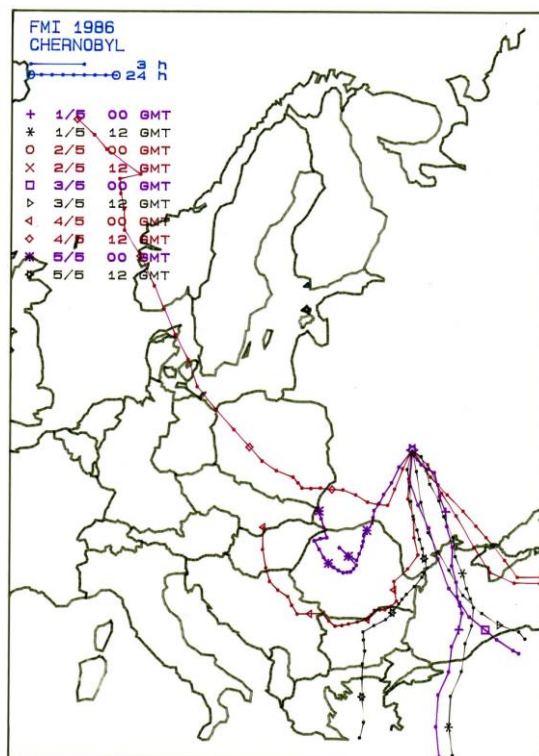 FMI 1986
CHERNOBYL
3 h
24 h
1/5 00 GMT
1/5 12 GMT
2/5 00 GMT
2/5 12 GMT
3/5 00 GMT
3/5 12 GMT
4/5 00 GMT
4/5 12 GMT
5/5 00 GMT
5/5 12 GMT